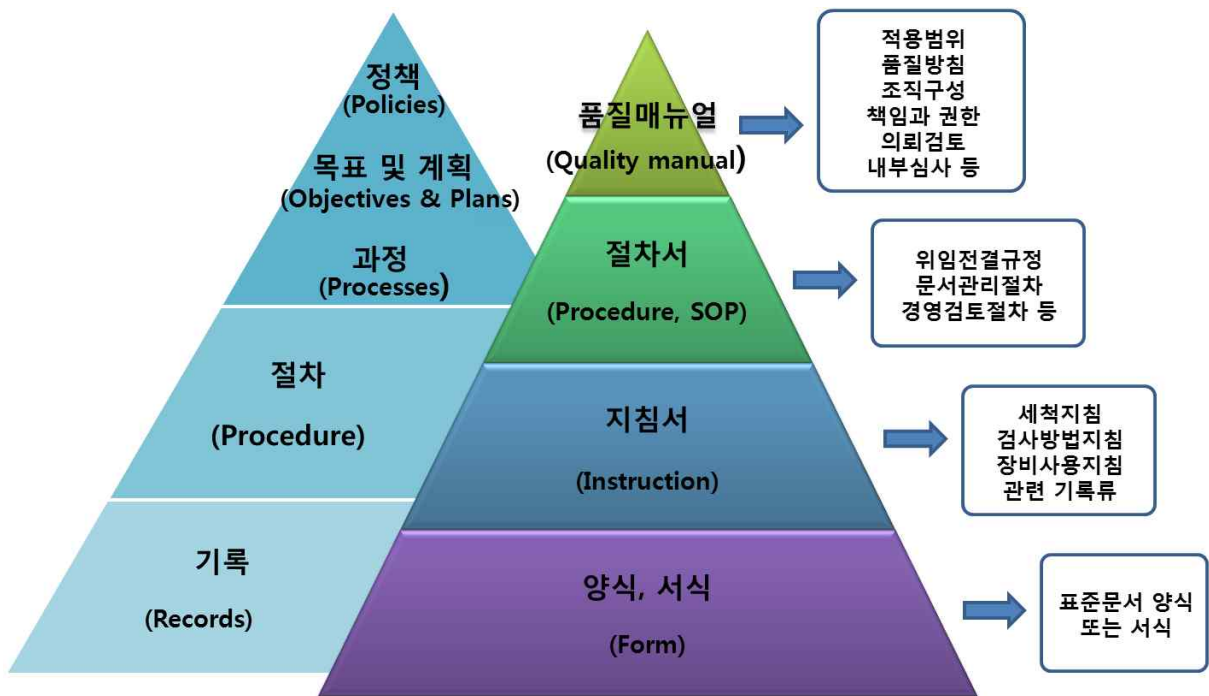 정책
(Policies)
목표 및 계획
(Objectives & Plans)
과정
(Processes)
절차
(Procedure)
기록
(Records)
품질매뉴얼
(Quality manual)
절차서
(Procedure, SOP)
지침서
(Instruction)
양식, 서식
(Form)
적용범위
품질방침
조직구성
책임과 권한
의뢰검토
내부심사 등
위임전결규정
문서관리절차
경영검토절차 등
세척지침
검사방법지침
장비사용지침
관련 기록류
표준문서 양식
또는 서식